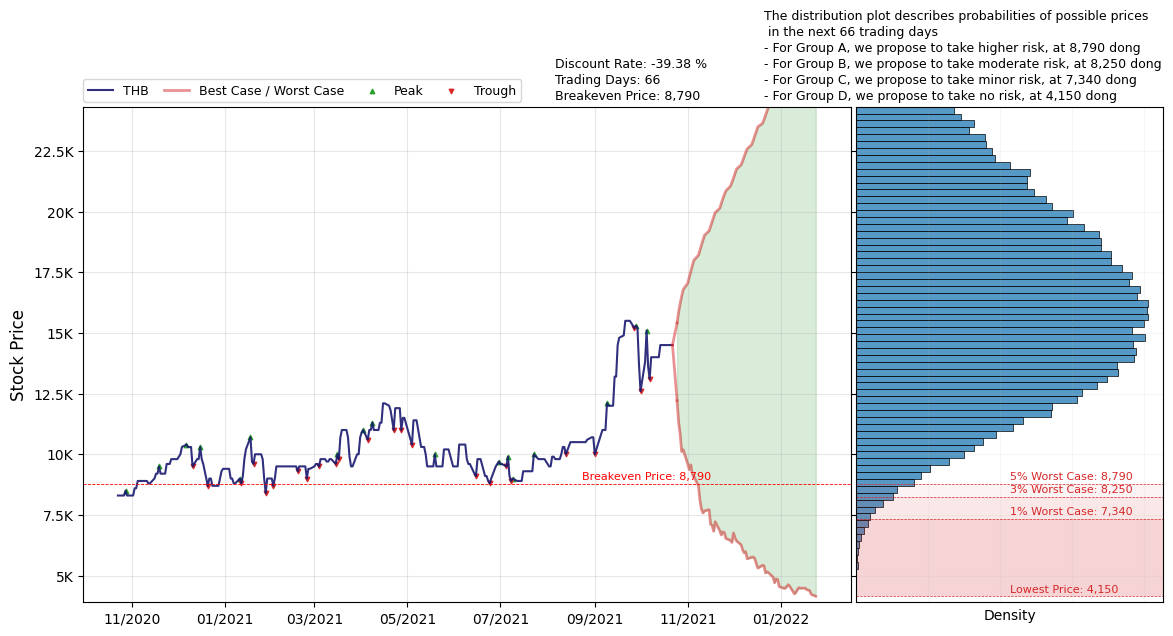 The distribution plot describes probabilities of possible prices
in the next 66 trading days
- For Group A, we propose to take higher risk, at 8,790 dong
- For Group B, we propose to take moderate risk, at 8,250 dong
- For Group C, we propose to take minor risk, at 7,340 dong
- For Group D, we propose to take no risk, at 4,150 dong
Discount Rate: -39.38 %
Trading Days: 66
Breakeven Price: 8,790
THB
Best Case / Worst Case
Peak
Trough
Stock Price
22.5K
20K
17.5K
15K
12.5K
10K
7.5K
5K
Breakeven Price: 8,790
5% Worst Case: 8,790
3% Worst Case: 8,250
1% Worst Case: 7,340
Lowest Price: 4,150
11/2020
01/2021
03/2021
05/2021
07/2021
09/2021
11/2021
01/2022
Density